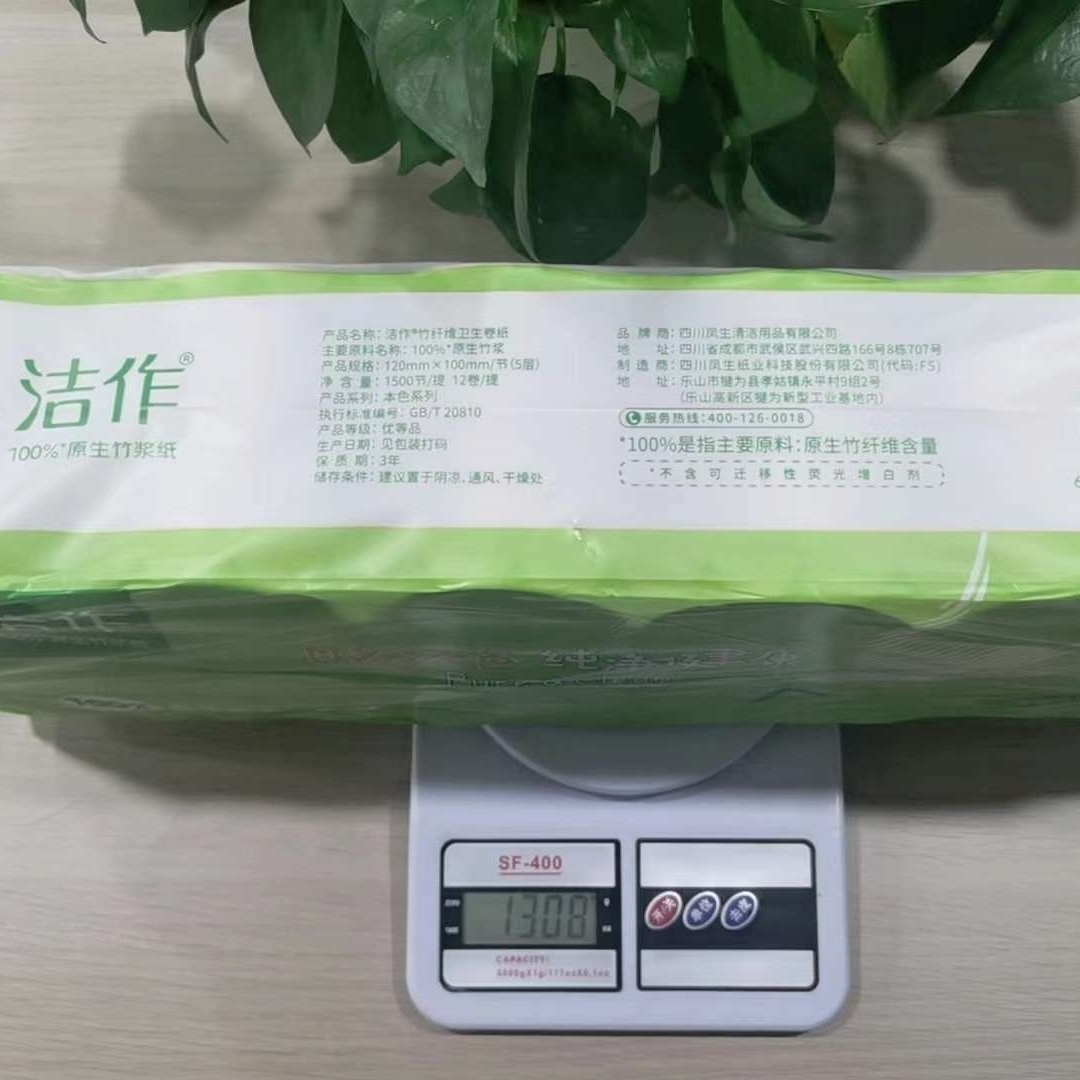 洁作®
100%*原生竹浆纸
产品名称：洁作®竹纤维卫生卷纸
主要原料名称：100%*原生竹浆
产品规格：120mm×100mm/节(5层)
净 含 量：1500节/提 12卷/提
产品系列：本色系列
执行标准编号：GB/T 20810
产品等级：优等品
生产日期：见包装打码
保 质 期：3年
储存条件：建议置于阴凉、通风、干燥处
品 牌 商：四川凤生清洁用品有限公司
地 址：四川省成都市武侯区武兴四路166号8栋707号
制 造 商：四川凤生纸业科技股份有限公司(代码:FS)
地 址：乐山市犍为县孝姑镇永平村9组2号
(乐山高新区犍为新型工业基地内)
服务热线：400-126-0018
*100%是指主要原料：原生竹纤维含量
*不含可迁移性荧光增白剂
SF-400
1308
开/关
单位
去皮
CAPACITY: